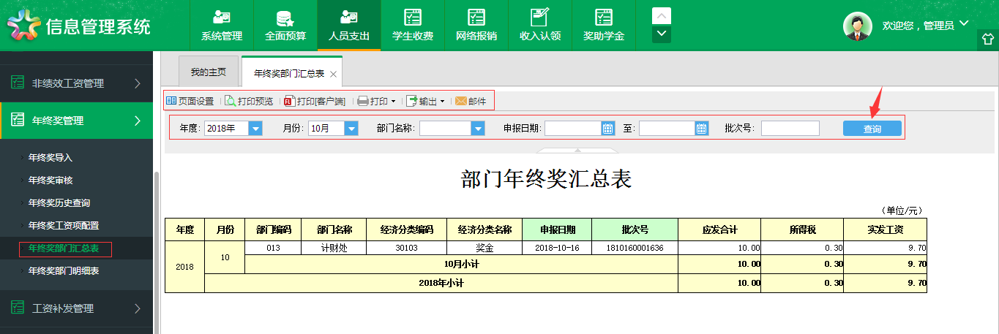 信息管理系统
系统管理 全面预算 人员支出 学生收费 网络报销 收入认领 奖助学金
欢迎您，管理员
非绩效工资管理
年终奖管理
年终奖导入
年终奖审核
年终奖历史查询
年终奖工资项配置
年终奖部门汇总表
年终奖部门明细表
工资补发管理
我的主页 年终奖部门汇总表
页面设置 打印预览 打印[客户端] 打印 输出 邮件
年度: 2018年 月份: 10月 部门名称: 申报日期: 至: 批次号: 查询
部门年终奖汇总表
（单位/元）
年度 月份 部门编码 部门名称 经济分类编码 经济分类名称 申报日期 批次号 应发合计 所得税 实发工资
2018 10 013 计财处 30103 奖金 2018-10-16 1810160001636 10.00 0.30 9.70
10月小计 10.00 0.30 9.70
2018年小计 10.00 0.30 9.70